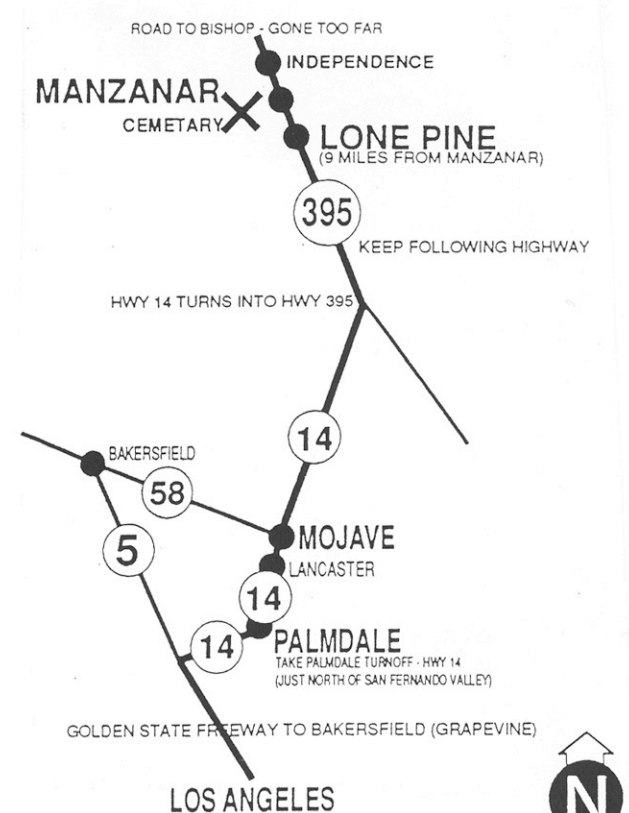 ROAD TO BISHOP - GONE TOO FAR
INDEPENDENCE
MANZANAR
CEMETARY
LONE PINE
(9 MILES FROM MANZANAR)
395
KEEP FOLLOWING HIGHWAY
HWY 14 TURNS INTO HWY 395
14
BAKERSFIELD
58
5
MOJAVE
LANCASTER
14
14
PALMDALE
TAKE PALMDALE TURNOFF - HWY 14
(JUST NORTH OF SAN FERNANDO VALLEY)
GOLDEN STATE FREEWAY TO BAKERSFIELD (GRAPEVINE)
LOS ANGELES
N